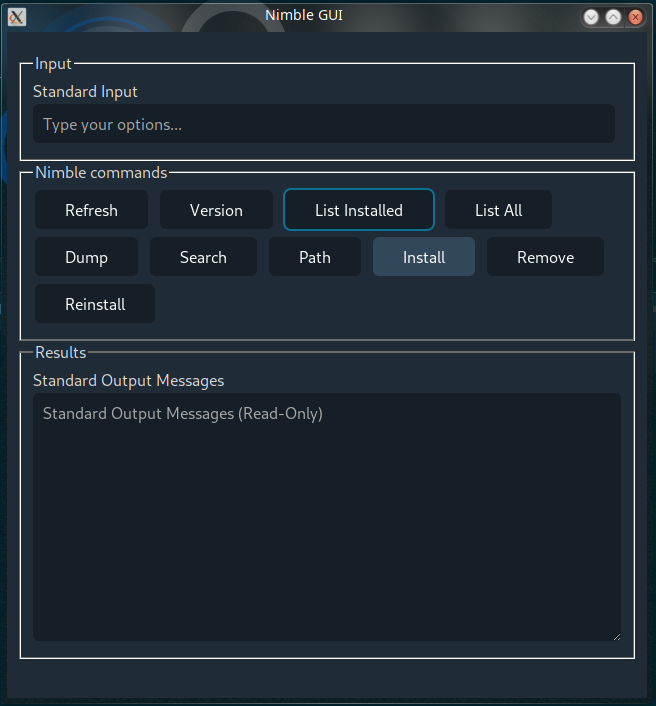 Nimble GUI
Input
Standard Input
Type your options...
Nimble commands
Refresh Version List Installed List All
Dump Search Path Install Remove
Reinstall
Results
Standard Output Messages
Standard Output Messages (Read-Only)